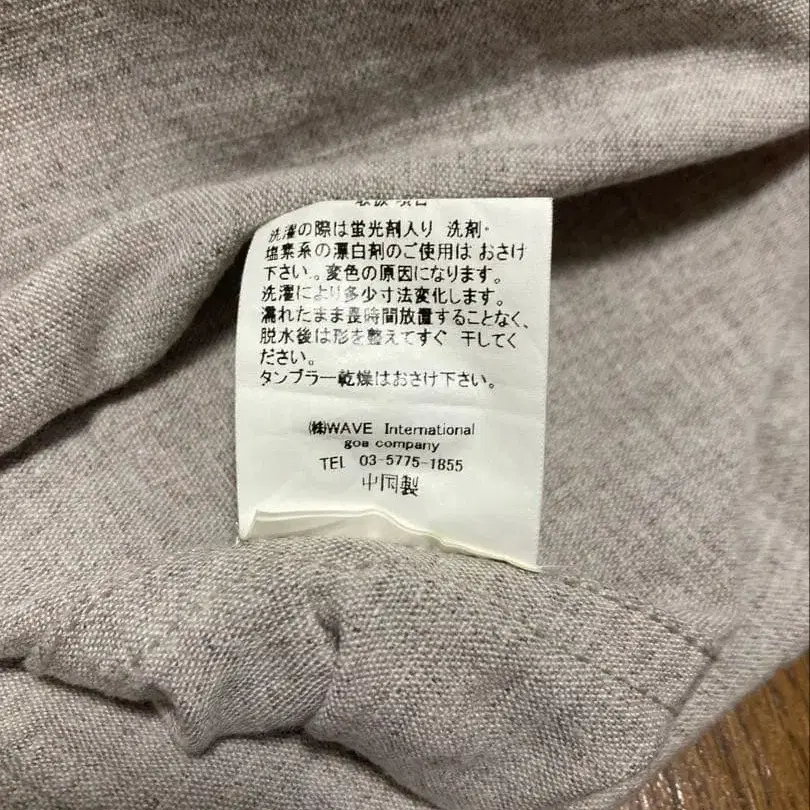 洗濯の際は蛍光剤入り 洗剤・
塩素系の漂白剤のご使用は おさけ
下さい。変色の原因になります。
洗濯により多少寸法変化します。
濡れたまま長時間放置することなく、
脱水後は形を整えてすぐ 干してく
ださい。
タンブラー乾燥はおさけ下さい。
㈱WAVE International
goa company
TEL 03-5775-1855
中国製